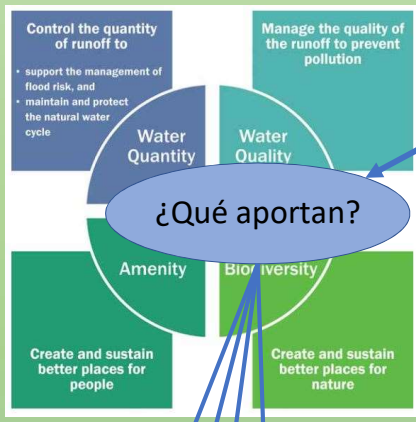 Control the quantity
of runoff to
• support the management of
flood risk, and
• maintain and protect
the natural water
cycle
Manage the quality of
the runoff to prevent
pollution
Water
Quantity
Water
Quality
¿Qué aportan?
Amenity
Biodiversity
Create and sustain
better places for
people
Create and sustain
better places for
nature